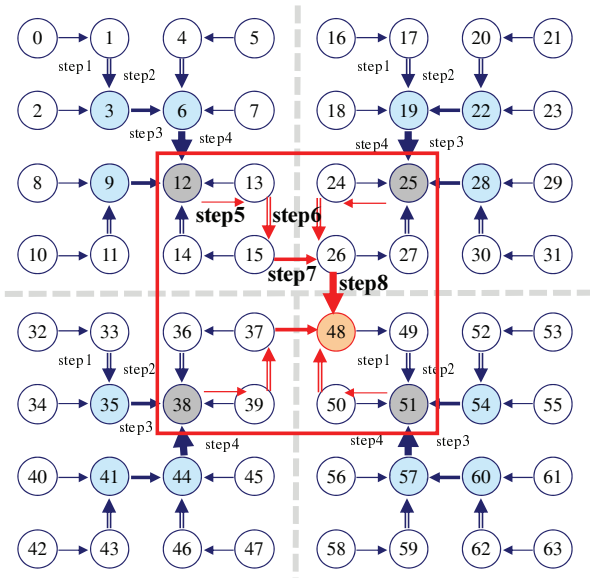 0 1 4 5 16 17 20 21
step1 step2 step1 step2
2 3 6 7 18 19 22 23
step3 step4 step4 step3
8 9 12 13 24 25 28 29
step5 step6
10 11 14 15 26 27 30 31
step7 step8
32 33 36 37 48 49 52 53
step1 step2 step1 step2
34 35 38 39 50 51 54 55
step3 step4 step4 step3
40 41 44 45 56 57 60 61
42 43 46 47 58 59 62 63